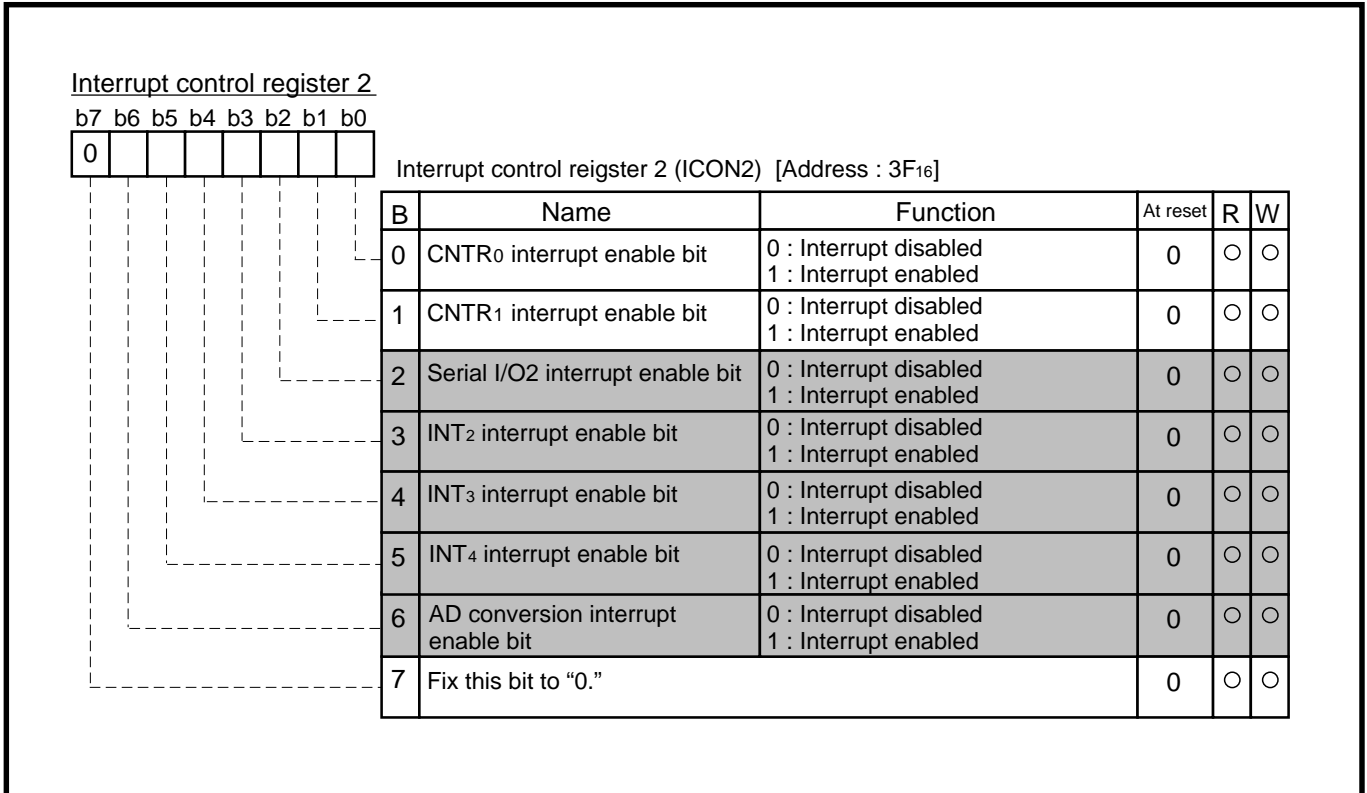 Interrupt control register 2
b7 b6 b5 b4 b3 b2 b1 b0
0
Interrupt control reigster 2 (ICON2) [Address : 3F16]
B Name Function At reset R W
0 CNTR0 interrupt enable bit 0 : Interrupt disabled 0 ○ ○
1 : Interrupt enabled
1 CNTR1 interrupt enable bit 0 : Interrupt disabled 0 ○ ○
1 : Interrupt enabled
2 Serial I/O2 interrupt enable bit 0 : Interrupt disabled 0 ○ ○
1 : Interrupt enabled
3 INT2 interrupt enable bit 0 : Interrupt disabled 0 ○ ○
1 : Interrupt enabled
4 INT3 interrupt enable bit 0 : Interrupt disabled 0 ○ ○
1 : Interrupt enabled
5 INT4 interrupt enable bit 0 : Interrupt disabled 0 ○ ○
1 : Interrupt enabled
6 AD conversion interrupt 0 : Interrupt disabled 0 ○ ○
enable bit 1 : Interrupt enabled
7 Fix this bit to “0.” 0 ○ ○